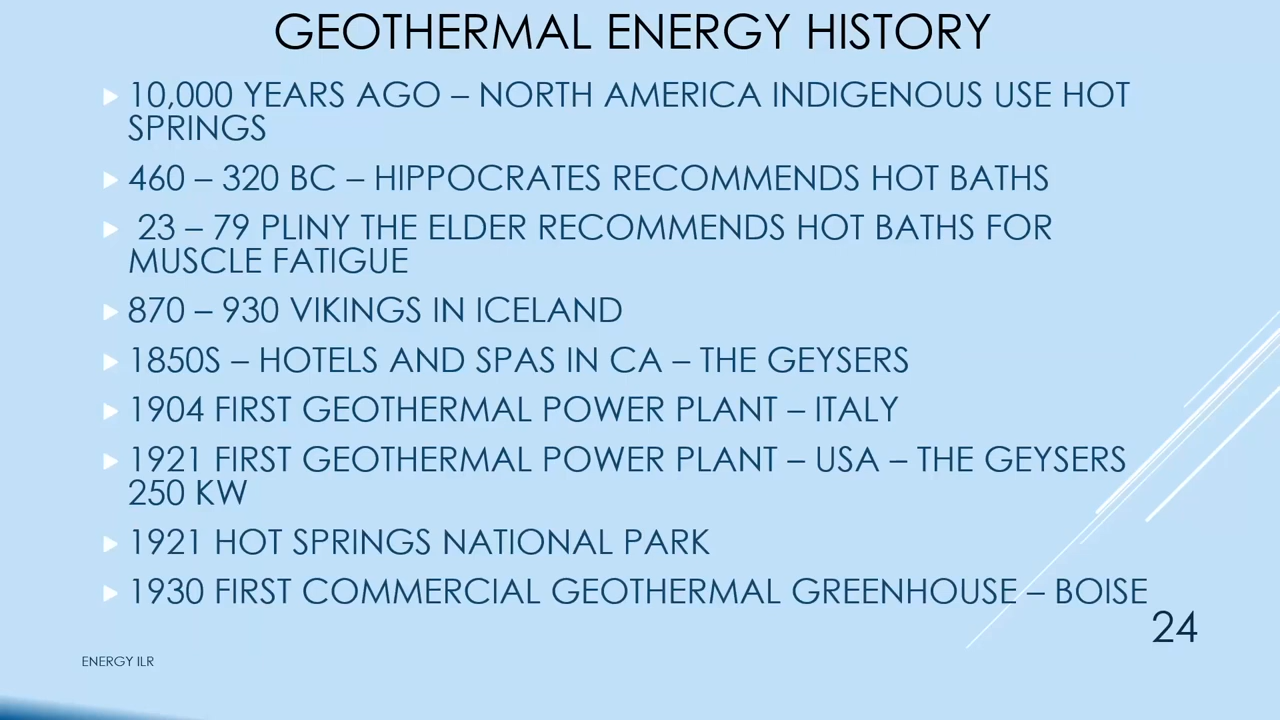 GEOTHERMAL ENERGY HISTORY
10,000 YEARS AGO – NORTH AMERICA INDIGENOUS USE HOT
SPRINGS
460 – 320 BC – HIPPOCRATES RECOMMENDS HOT BATHS
23 – 79 PLINY THE ELDER RECOMMENDS HOT BATHS FOR
MUSCLE FATIGUE
870 – 930 VIKINGS IN ICELAND
1850S – HOTELS AND SPAS IN CA – THE GEYSERS
1904 FIRST GEOTHERMAL POWER PLANT – ITALY
1921 FIRST GEOTHERMAL POWER PLANT – USA – THE GEYSERS
250 KW
1921 HOT SPRINGS NATIONAL PARK
1930 FIRST COMMERCIAL GEOTHERMAL GREENHOUSE – BOISE
24
ENERGY ILR